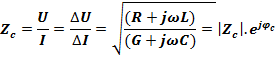 Z_c = U/I = ΔU/ΔI = √((R + jωL)/(G + jωC)) = |Z_c|.e^{jφ_c}